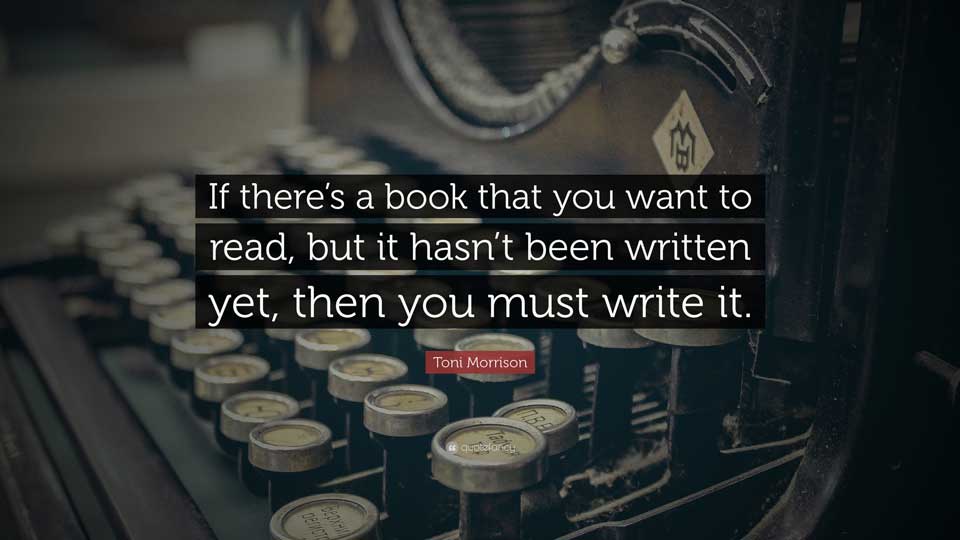 If there’s a book that you want to
read, but it hasn’t been written
yet, then you must write it.
Toni Morrison
quotefancy